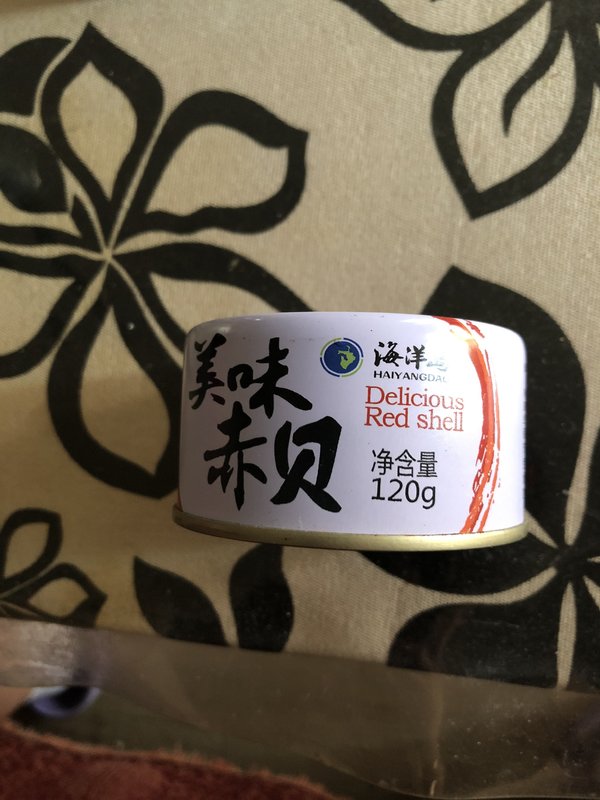 美味
赤贝
海洋岛
HAIYANGDAO
Delicious
Red shell
净含量
120g